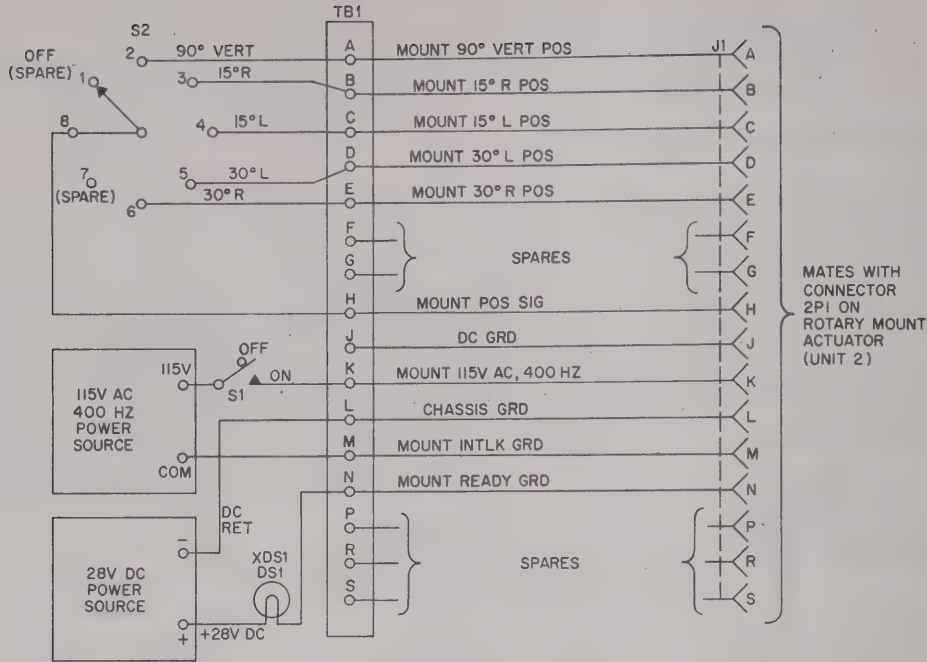 TB1
S2
J1
OFF
(SPARE)
1
2
90° VERT
A
MOUNT 90° VERT POS
A
3
15°R
B
MOUNT 15° R POS
B
8
4
15°L
C
MOUNT 15° L POS
C
7
(SPARE)
5
30°L
D
MOUNT 30° L POS
D
6
30°R
E
MOUNT 30° R POS
E
F
F
SPARES
G
G
H
MOUNT POS SIG
H
J
DC GRD
J
MATES WITH
CONNECTOR
2P1 ON
ROTARY MOUNT
ACTUATOR
(UNIT 2)
115V AC
400 HZ
POWER
SOURCE
115V
OFF
ON
S1
K
MOUNT 115V AC, 400 HZ
K
L
CHASSIS GRD
L
COM
M
MOUNT INTLK GRD
M
N
MOUNT READY GRD
N
DC
RET
28V DC
POWER
SOURCE
−
+
+28V DC
XDS1
DS1
P
P
R
SPARES
R
S
S